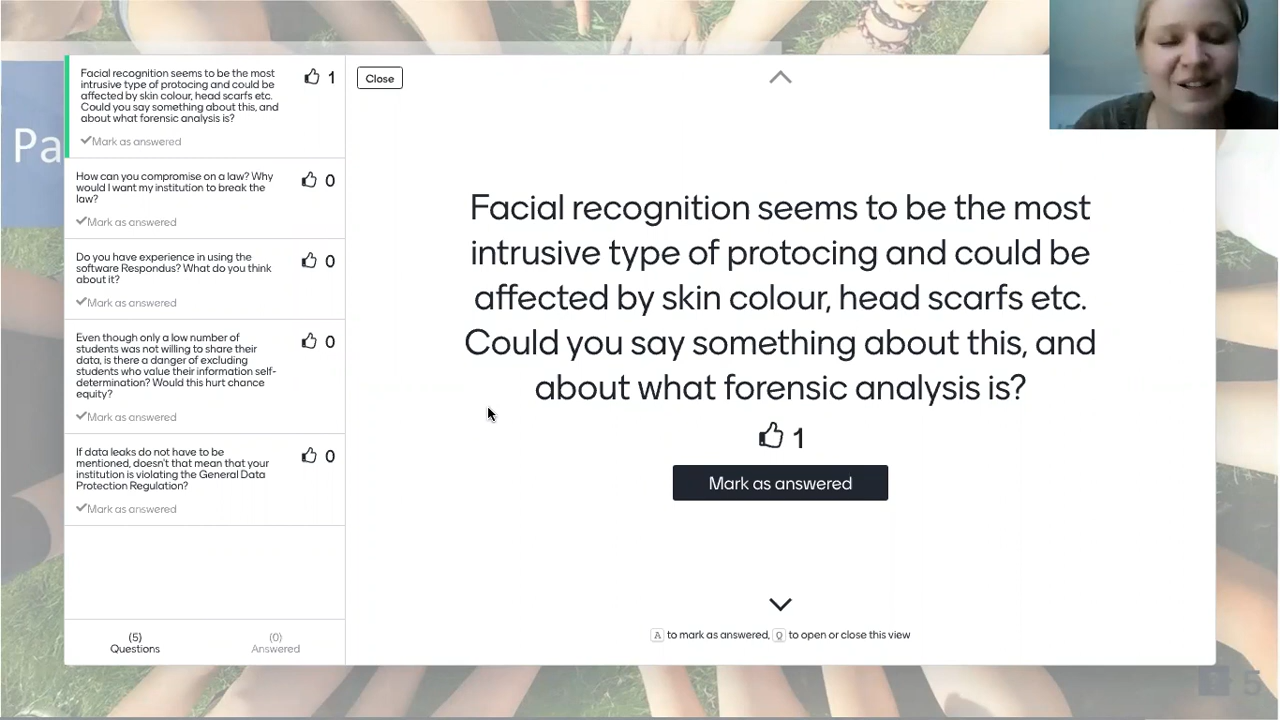 Pa
Facial recognition seems to be the most
intrusive type of protocing and could be
affected by skin colour, head scarfs etc.
Could you say something about this, and
about what forensic analysis is?
1
Mark as answered
How can you compromise on a law? Why
would I want my institution to break the
law?
0
Mark as answered
Do you have experience in using the
software Respondus? What do you think
about it?
0
Mark as answered
Even though only a low number of
students was not willing to share their
data, is there a danger of excluding
students who value their information self-
determination? Would this hurt chance
equity?
0
Mark as answered
If data leaks do not have to be
mentioned, doesn't that mean that your
institution is violating the General Data
Protection Regulation?
0
Mark as answered
(5)
Questions
(0)
Answered
Close
Facial recognition seems to be the most
intrusive type of protocing and could be
affected by skin colour, head scarfs etc.
Could you say something about this, and
about what forensic analysis is?
1
Mark as answered
A to mark as answered, Q to open or close this view
5